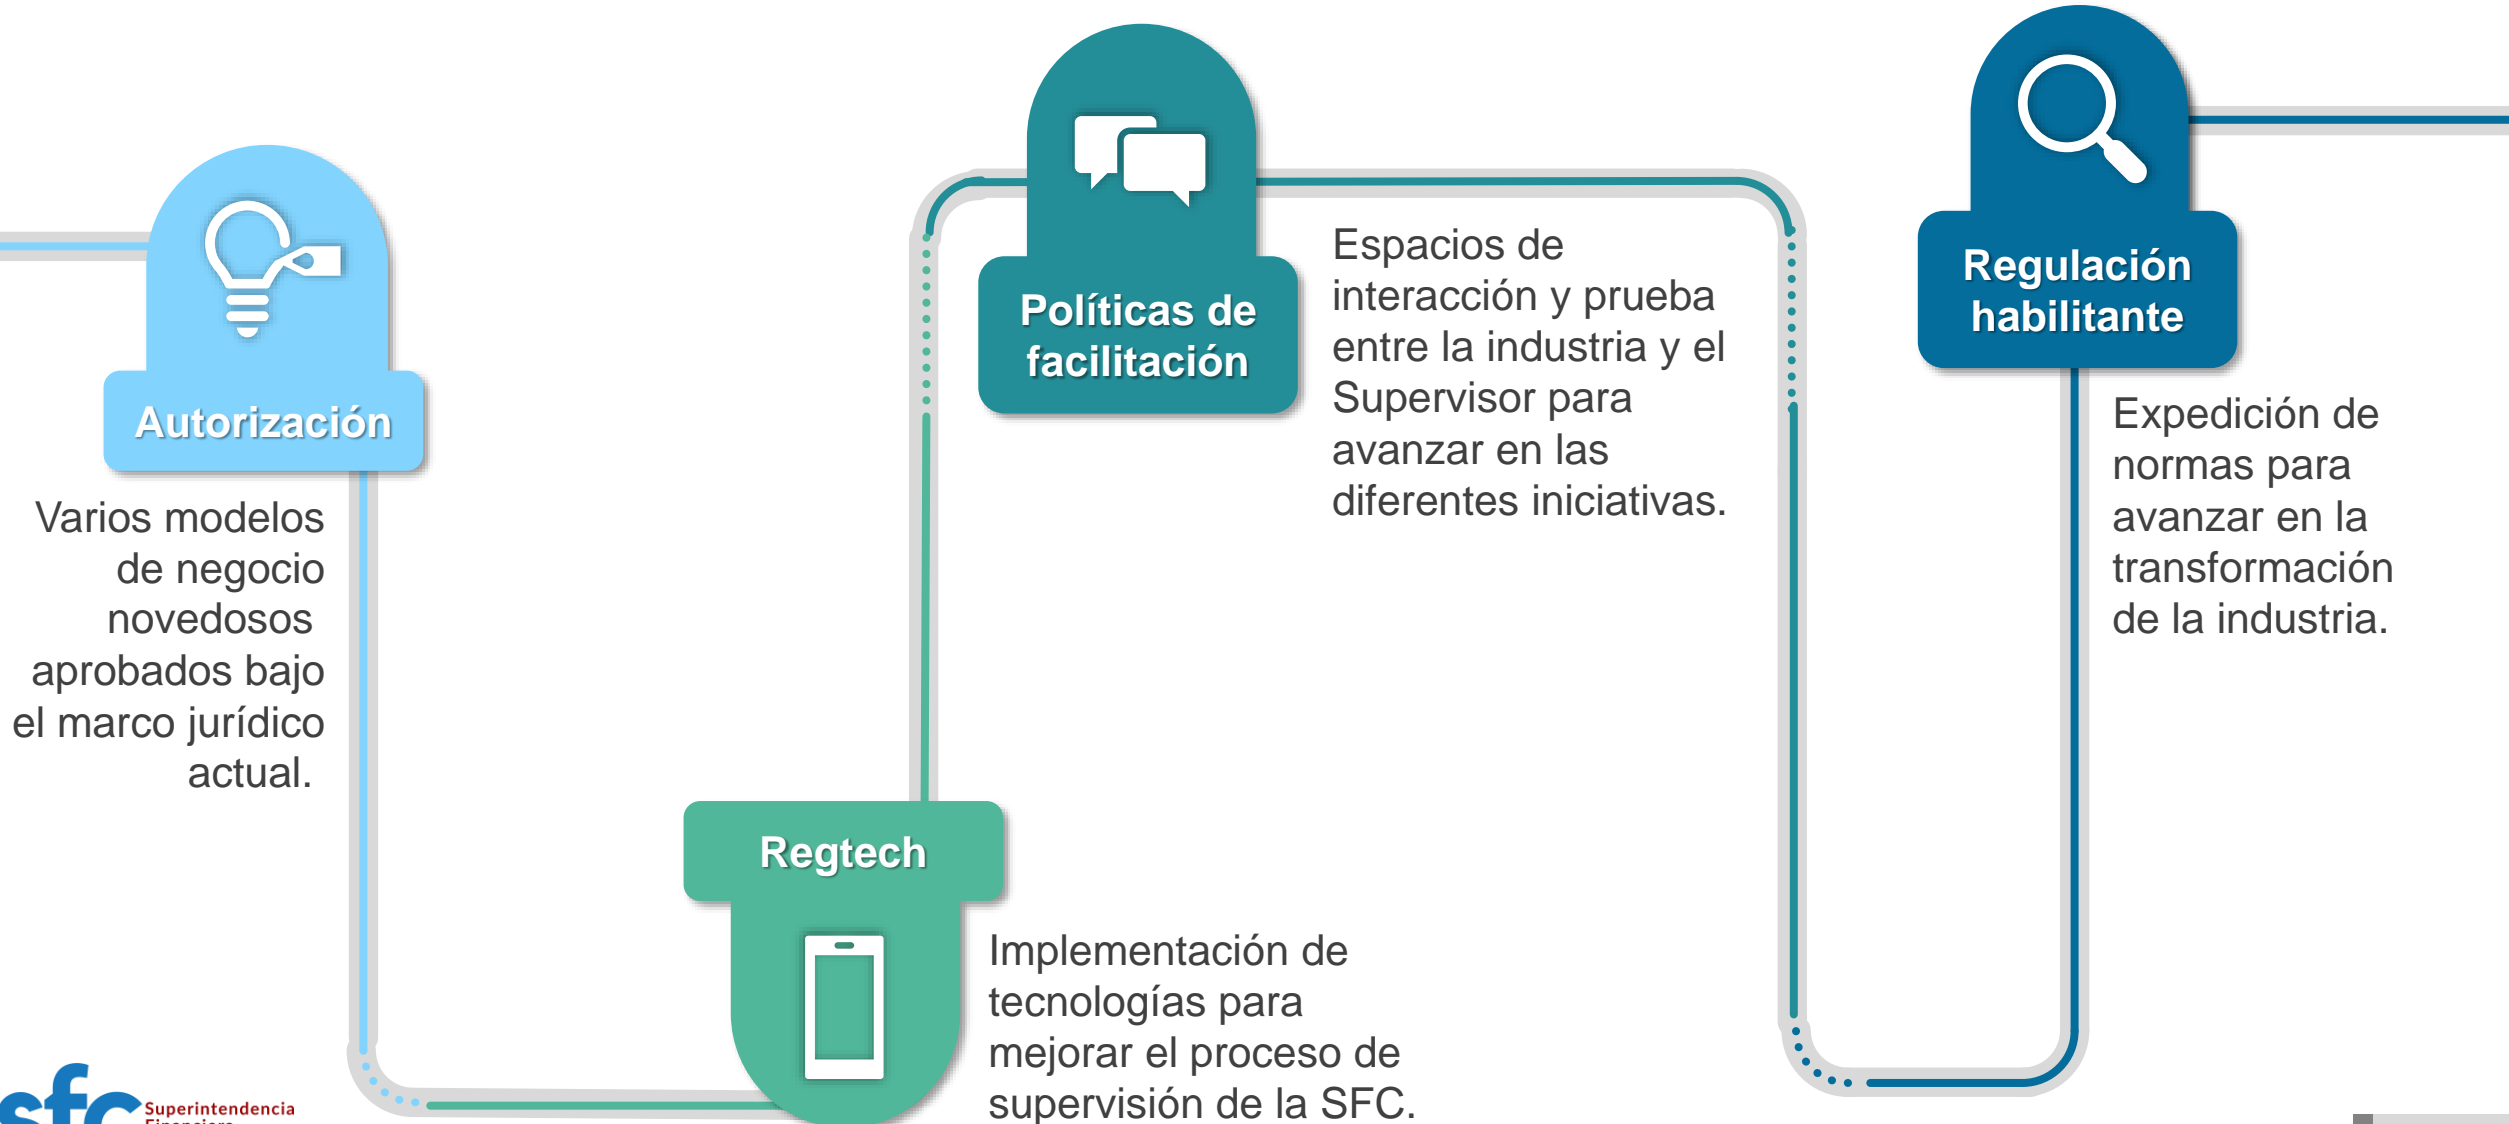 Autorización
Varios modelos
de negocio
novedosos
aprobados bajo
el marco jurídico
actual.
Regtech
Implementación de
tecnologías para
mejorar el proceso de
supervisión de la SFC.
Políticas de
facilitación
Espacios de
interacción y prueba
entre la industria y el
Supervisor para
avanzar en las
diferentes iniciativas.
Regulación
habilitante
Expedición de
normas para
avanzar en la
transformación
de la industria.
sfc
Superintendencia
Financiera